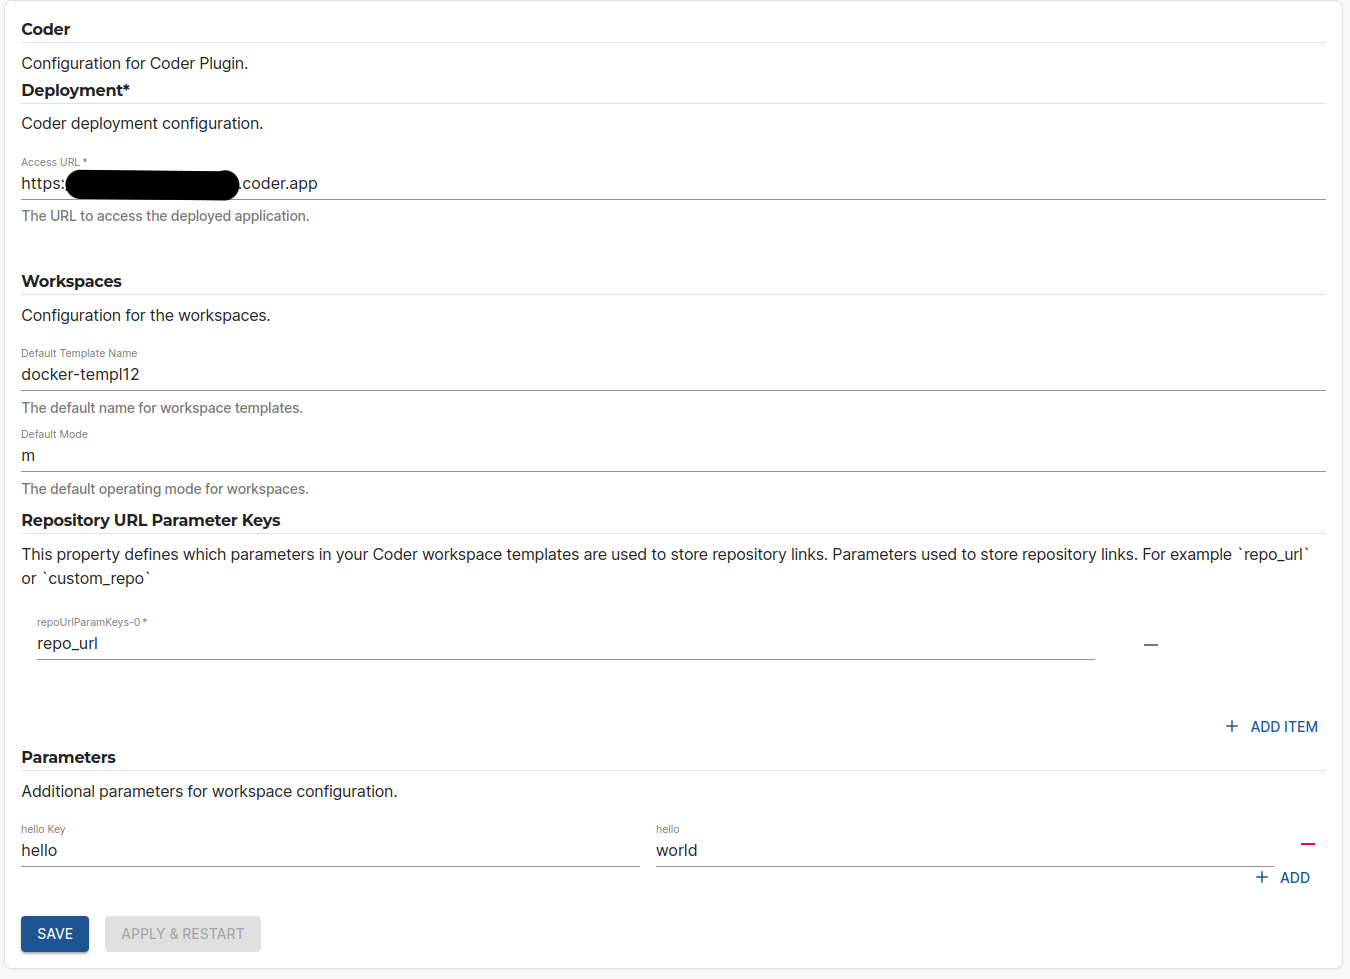 Coder
Configuration for Coder Plugin.
Deployment*
Coder deployment configuration.
Access URL *
https: .coder.app
The URL to access the deployed application.
Workspaces
Configuration for the workspaces.
Default Template Name
docker-templ12
The default name for workspace templates.
Default Mode
m
The default operating mode for workspaces.
Repository URL Parameter Keys
This property defines which parameters in your Coder workspace templates are used to store repository links. Parameters used to store repository links. For example `repo_url`
or `custom_repo`
repoUrlParamKeys-0 *
repo_url
+ ADD ITEM
Parameters
Additional parameters for workspace configuration.
hello Key hello
hello world
+ ADD
SAVE APPLY & RESTART